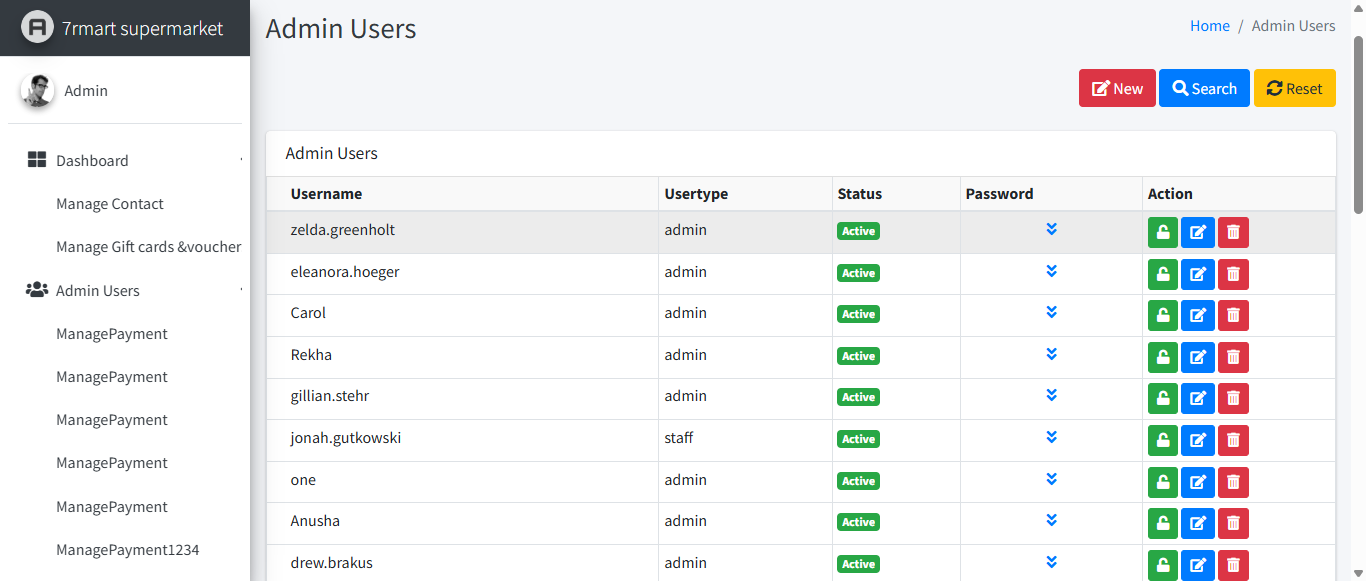 7rmart supermarket
Admin
Dashboard
Manage Contact
Manage Gift cards &voucher
Admin Users
ManagePayment
ManagePayment
ManagePayment
ManagePayment
ManagePayment
ManagePayment1234
Admin Users
Home / Admin Users
New Search Reset
Admin Users
Username Usertype Status Password Action
zelda.greenholt admin Active
eleanora.hoeger admin Active
Carol admin Active
Rekha admin Active
gillian.stehr admin Active
jonah.gutkowski staff Active
one admin Active
Anusha admin Active
drew.brakus admin Active